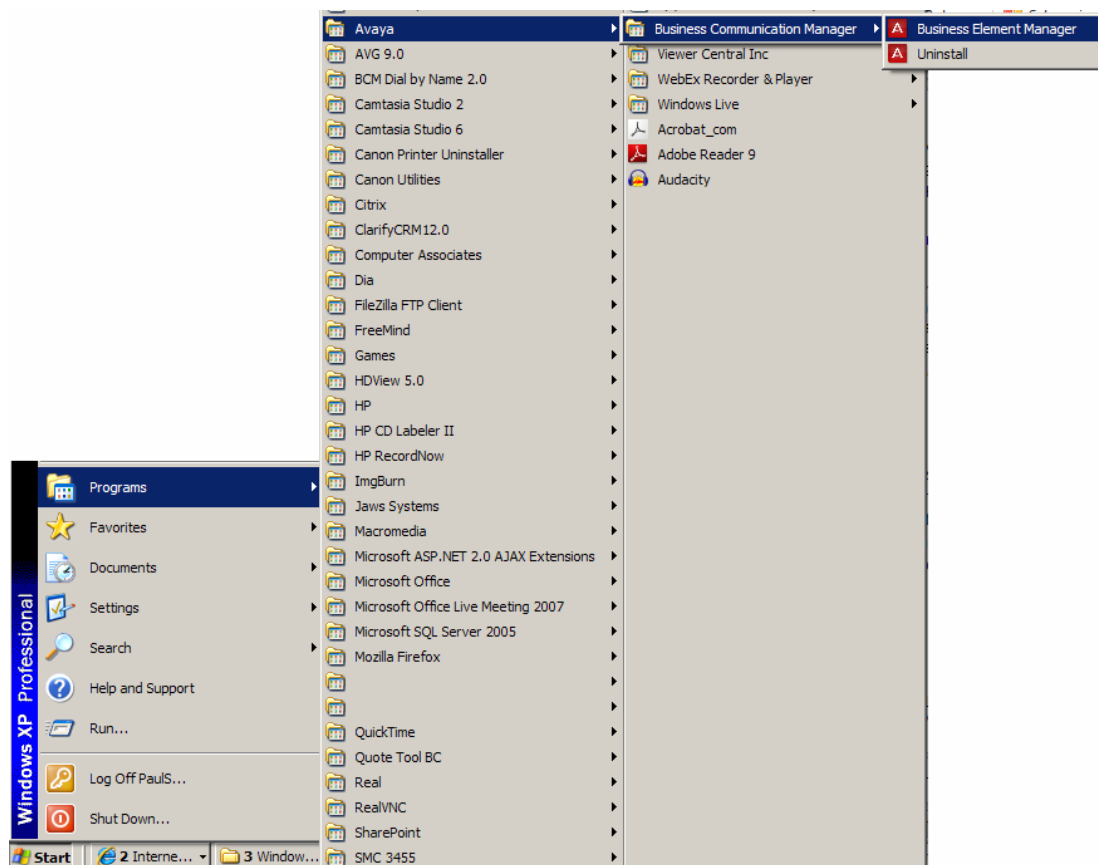 Avaya
AVG 9.0
BCM Dial by Name 2.0
Camtasia Studio 2
Camtasia Studio 6
Canon Printer Uninstaller
Canon Utilities
Citrix
ClarifyCRM12.0
Computer Associates
Dia
FileZilla FTP Client
FreeMind
Games
HDView 5.0
HP
HP CD Labeler II
HP RecordNow
ImgBurn
Jaws Systems
Macromedia
Microsoft ASP.NET 2.0 AJAX Extensions
Microsoft Office
Microsoft Office Live Meeting 2007
Microsoft SQL Server 2005
Mozilla Firefox
QuickTime
Quote Tool BC
Real
RealVNC
SharePoint
SMC 3455
Business Communication Manager
Viewer Central Inc
WebEx Recorder & Player
Windows Live
Acrobat_com
Adobe Reader 9
Audacity
Business Element Manager
Uninstall
Programs
Favorites
Documents
Settings
Search
Help and Support
Run...
Log Off PaulS...
Shut Down...
Windows XP Professional
Start
2 Interne...
3 Window...